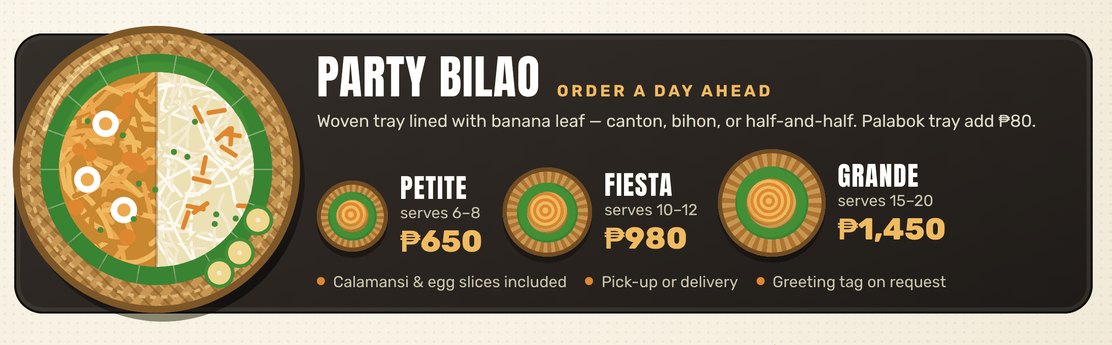 PARTY BILAO ORDER A DAY AHEAD
Woven tray lined with banana leaf — canton, bihon, or half-and-half. Palabok tray add ₱80.
PETITE
serves 6–8
₱650
FIESTA
serves 10–12
₱980
GRANDE
serves 15–20
₱1,450
• Calamansi & egg slices included • Pick-up or delivery • Greeting tag on request